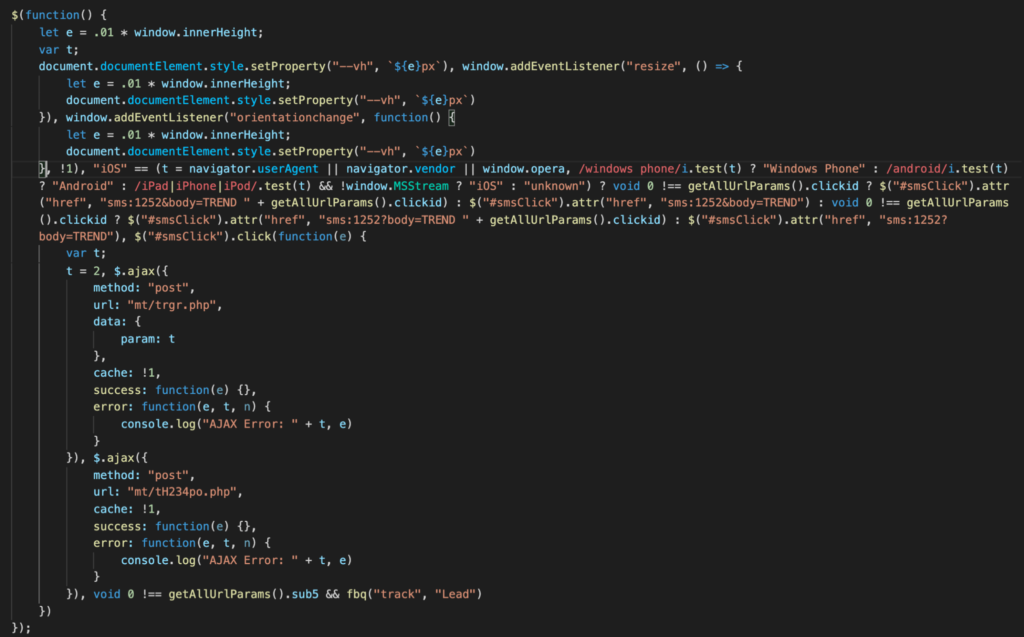 $(function() {
let e = .01 * window.innerHeight;
var t;
document.documentElement.style.setProperty("--vh", `${e}px`), window.addEventListener("resize", () => {
let e = .01 * window.innerHeight;
document.documentElement.style.setProperty("--vh", `${e}px`)
}), window.addEventListener("orientationchange", function() {
let e = .01 * window.innerHeight;
document.documentElement.style.setProperty("--vh", `${e}px`)
}, !1), "iOS" == (t = navigator.userAgent || navigator.vendor || window.opera, /windows phone/i.test(t) ? "Windows Phone" : /android/i.test(t)
? "Android" : /iPad|iPhone|iPod/.test(t) && !window.MSStream ? "iOS" : "unknown") ? void 0 !== getAllUrlParams().clickid ? $("#smsClick").attr
("href", "sms:1252&body=TREND " + getAllUrlParams().clickid) : $("#smsClick").attr("href", "sms:1252&body=TREND") : void 0 !== getAllUrlParams
().clickid ? $("#smsClick").attr("href", "sms:1252?body=TREND " + getAllUrlParams().clickid) : $("#smsClick").attr("href", "sms:1252?
body=TREND"), $("#smsClick").click(function(e) {
var t;
t = 2, $.ajax({
method: "post",
url: "mt/trgr.php",
data: {
param: t
},
cache: !1,
success: function(e) {},
error: function(e, t, n) {
console.log("AJAX Error: " + t, e)
}
}), $.ajax({
method: "post",
url: "mt/tH234po.php",
cache: !1,
success: function(e) {},
error: function(e, t, n) {
console.log("AJAX Error: " + t, e)
}
}), void 0 !== getAllUrlParams().sub5 && fbq("track", "Lead")
})
});